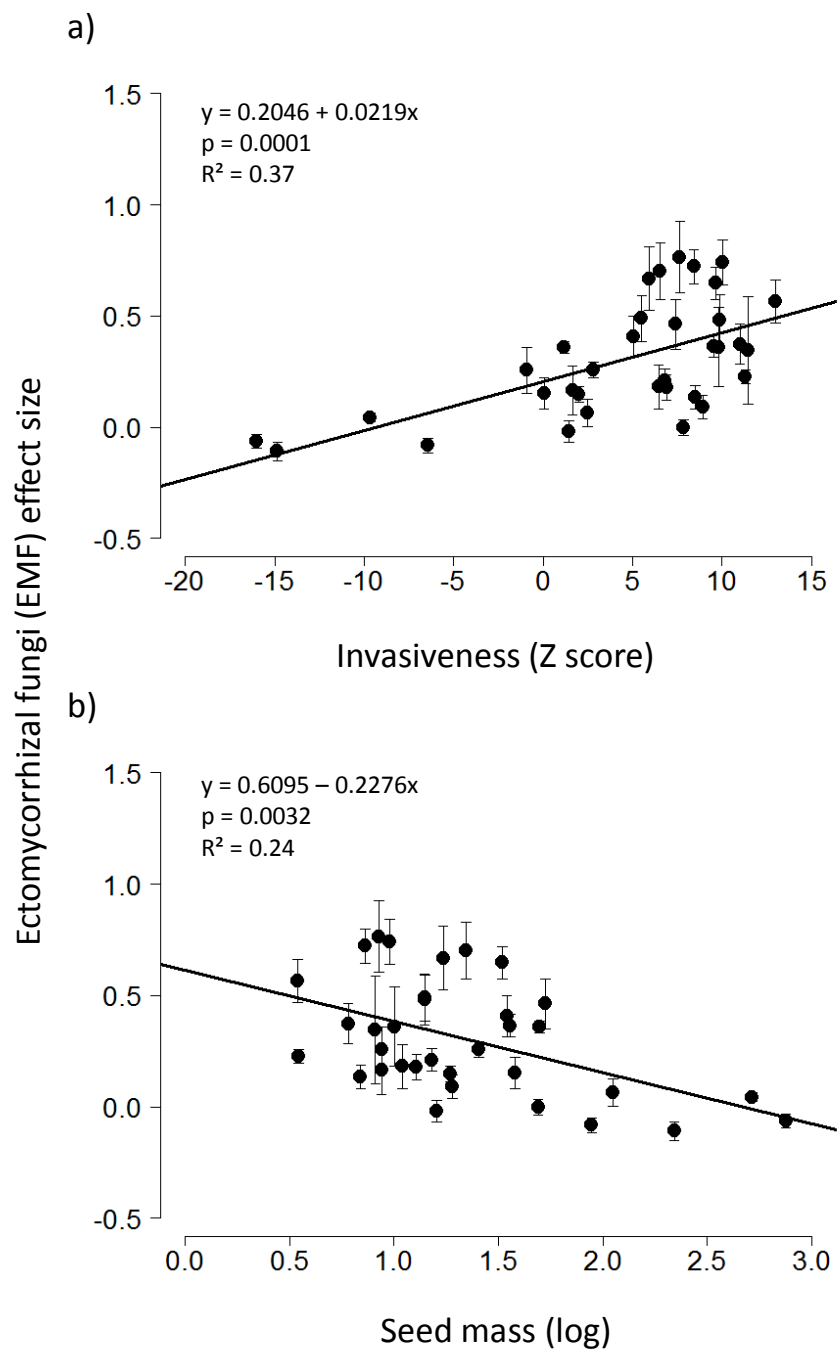 a)
y = 0.2046 + 0.0219x
p = 0.0001
R² = 0.37
1.5
1.0
0.5
0.0
-0.5
-20 -15 -10 -5 0 5 10 15
Invasiveness (Z score)
Ectomycorrhizal fungi (EMF) effect size
b)
y = 0.6095 – 0.2276x
p = 0.0032
R² = 0.24
1.5
1.0
0.5
0.0
-0.5
0.0 0.5 1.0 1.5 2.0 2.5 3.0
Seed mass (log)